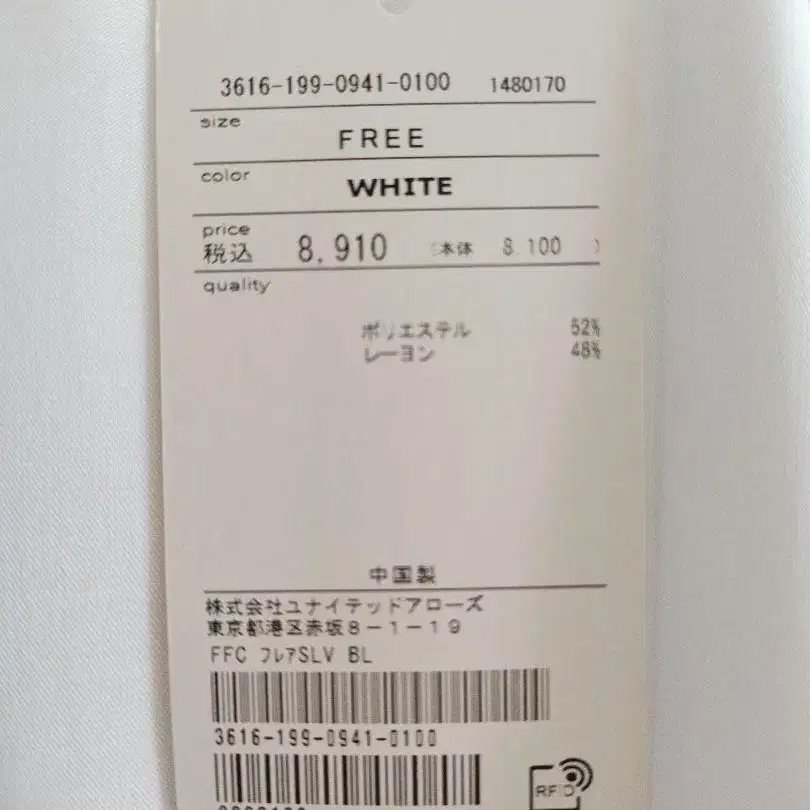 3616-199-0941-0100 1480170
size
FREE
color
WHITE
price
税込 8,910 (本体 8,100 )
quality
ポリエステル 52%
レーヨン 48%
中国製
株式会社ユナイテッドアローズ
東京都港区赤坂8-1-19
FFC フレアSLV BL
3616-199-0941-0100
RFID